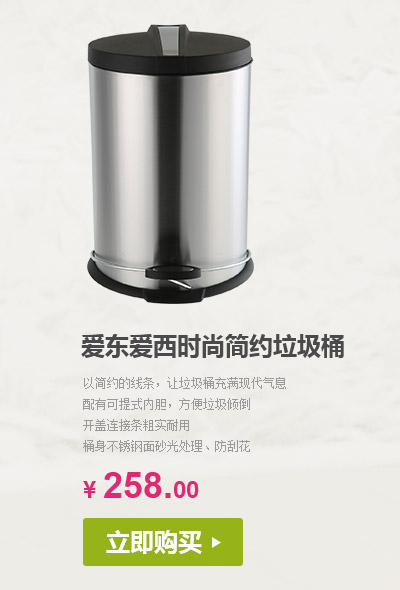 爱东爱西时尚简约垃圾桶
以简约的线条，让垃圾桶充满现代气息
配有可提式内胆，方便垃圾倾倒
开盖连接条粗实耐用
桶身不锈钢面砂光处理、防刮花
¥ 258.00
立即购买